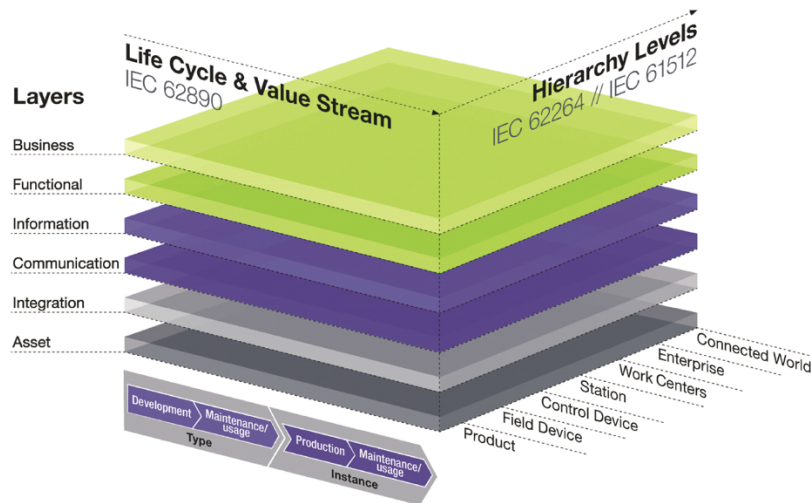 Life Cycle & Value Stream
IEC 62890
Hierarchy Levels
IEC 62264 // IEC 61512
Layers
Business
Functional
Information
Communication
Integration
Asset
Connected World
Enterprise
Work Centers
Station
Control Device
Field Device
Product
Development
Maintenance/
usage
Production
Maintenance/
usage
Type
Instance